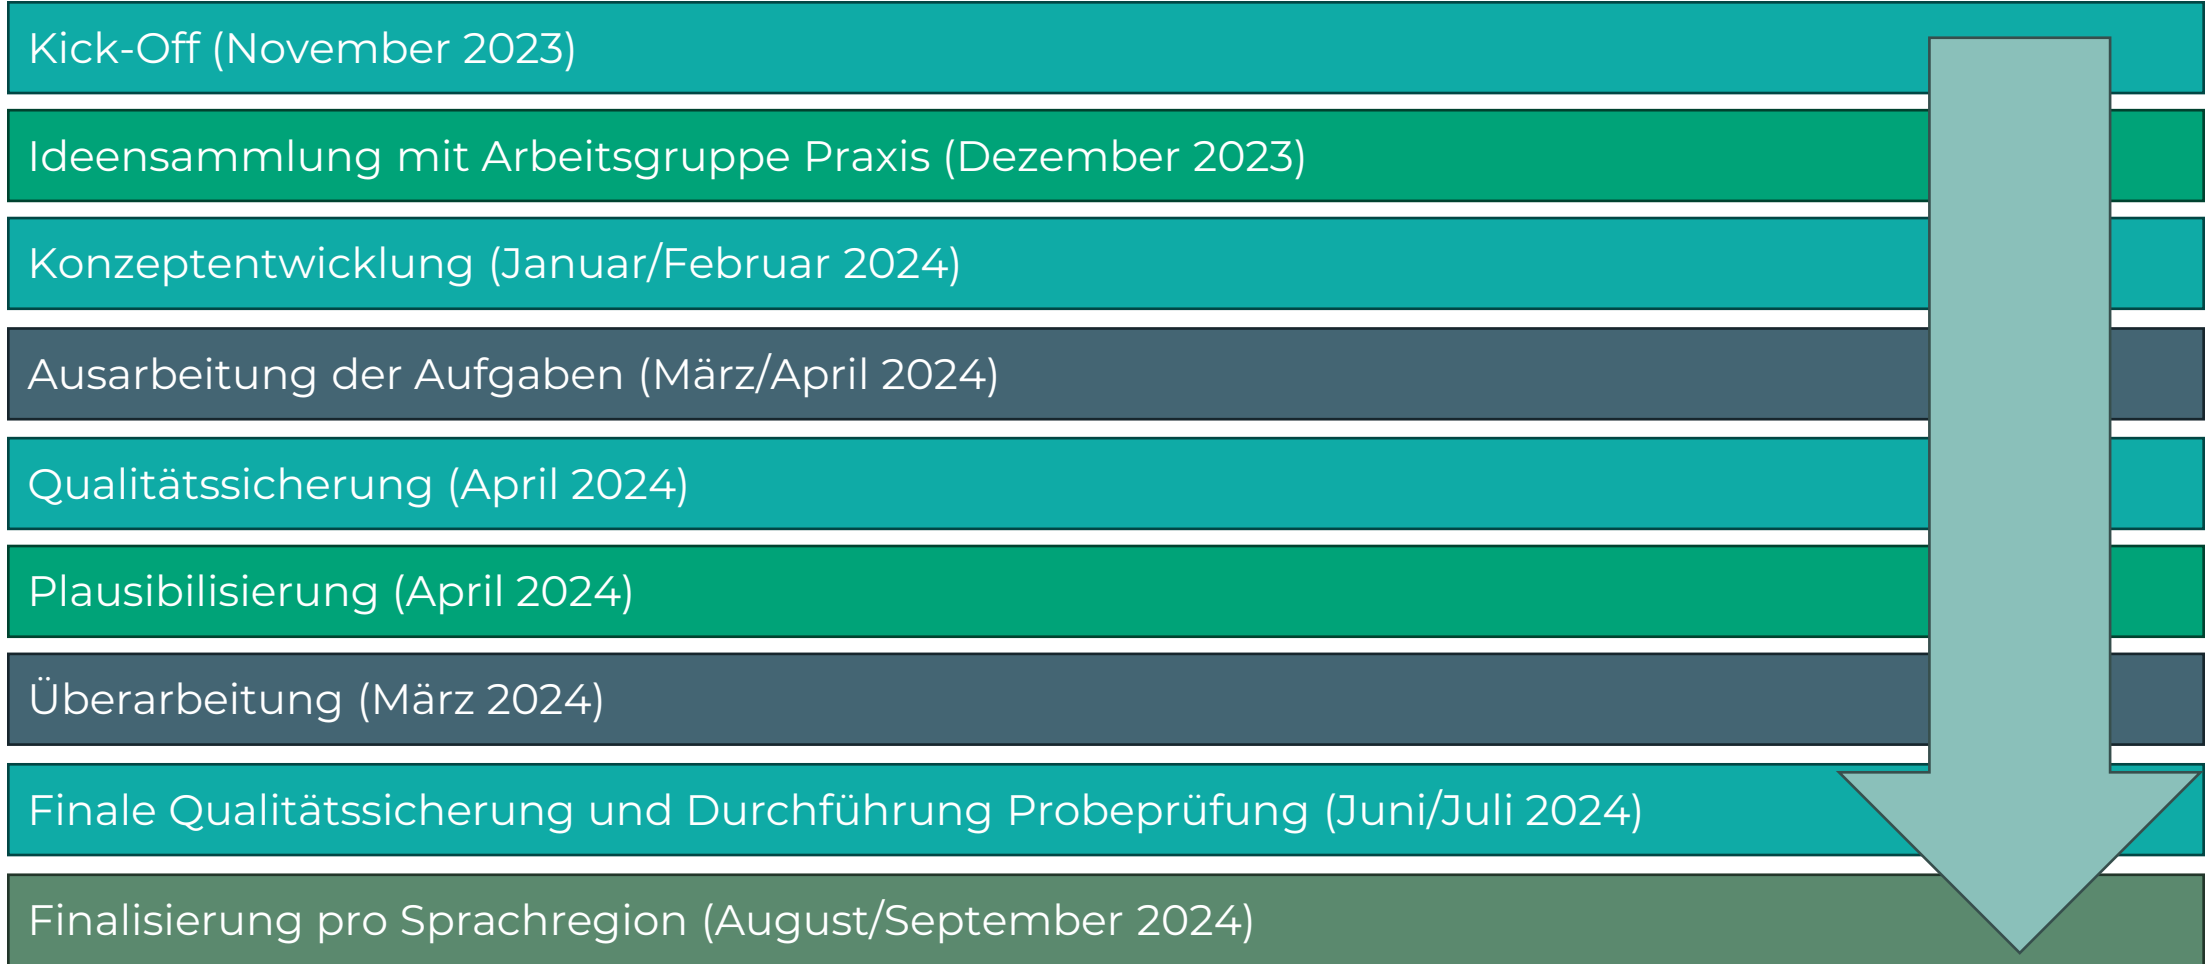 Kick-Off (November 2023)
Ideensammlung mit Arbeitsgruppe Praxis (Dezember 2023)
Konzeptentwicklung (Januar/Februar 2024)
Ausarbeitung der Aufgaben (März/April 2024)
Qualitätssicherung (April 2024)
Plausibilisierung (April 2024)
Überarbeitung (März 2024)
Finale Qualitätssicherung und Durchführung Probeprüfung (Juni/Juli 2024)
Finalisierung pro Sprachregion (August/September 2024)